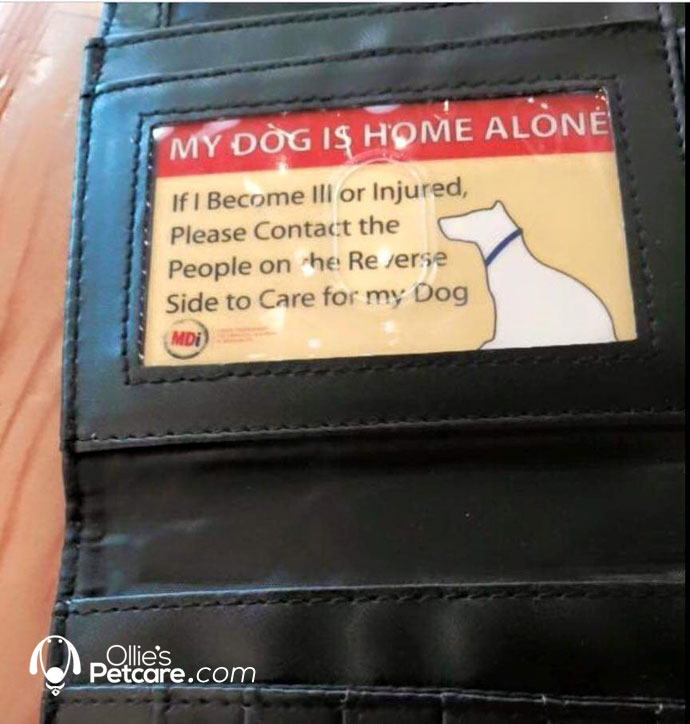 MY DOG IS HOME ALONE
If I Become Ill or Injured,
Please Contact the
People on the Reverse
Side to Care for my Dog
MDi
Ollie's
Petcare.com